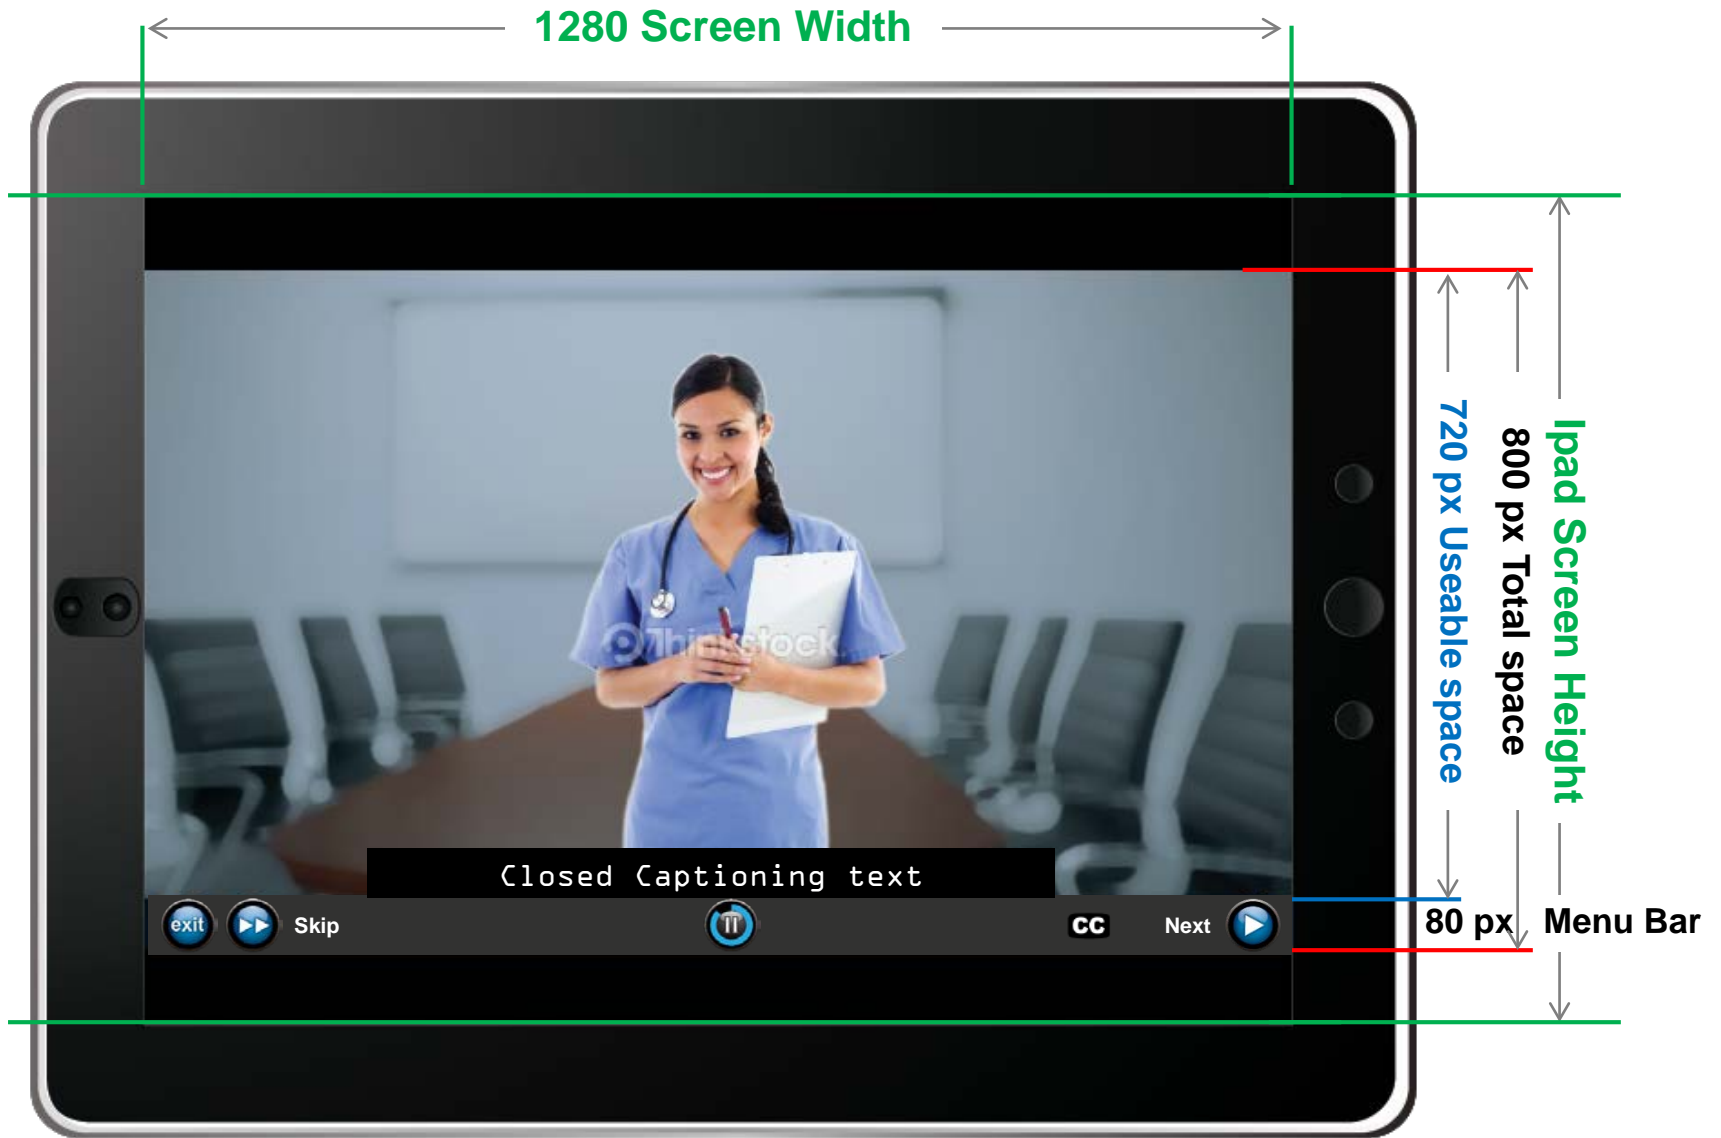 1280 Screen Width
Thinkstock
Closed Captioning text
exit
Skip
CC
Next
720 px Useable space
800 px Total space
Ipad Screen Height
80 px
Menu Bar